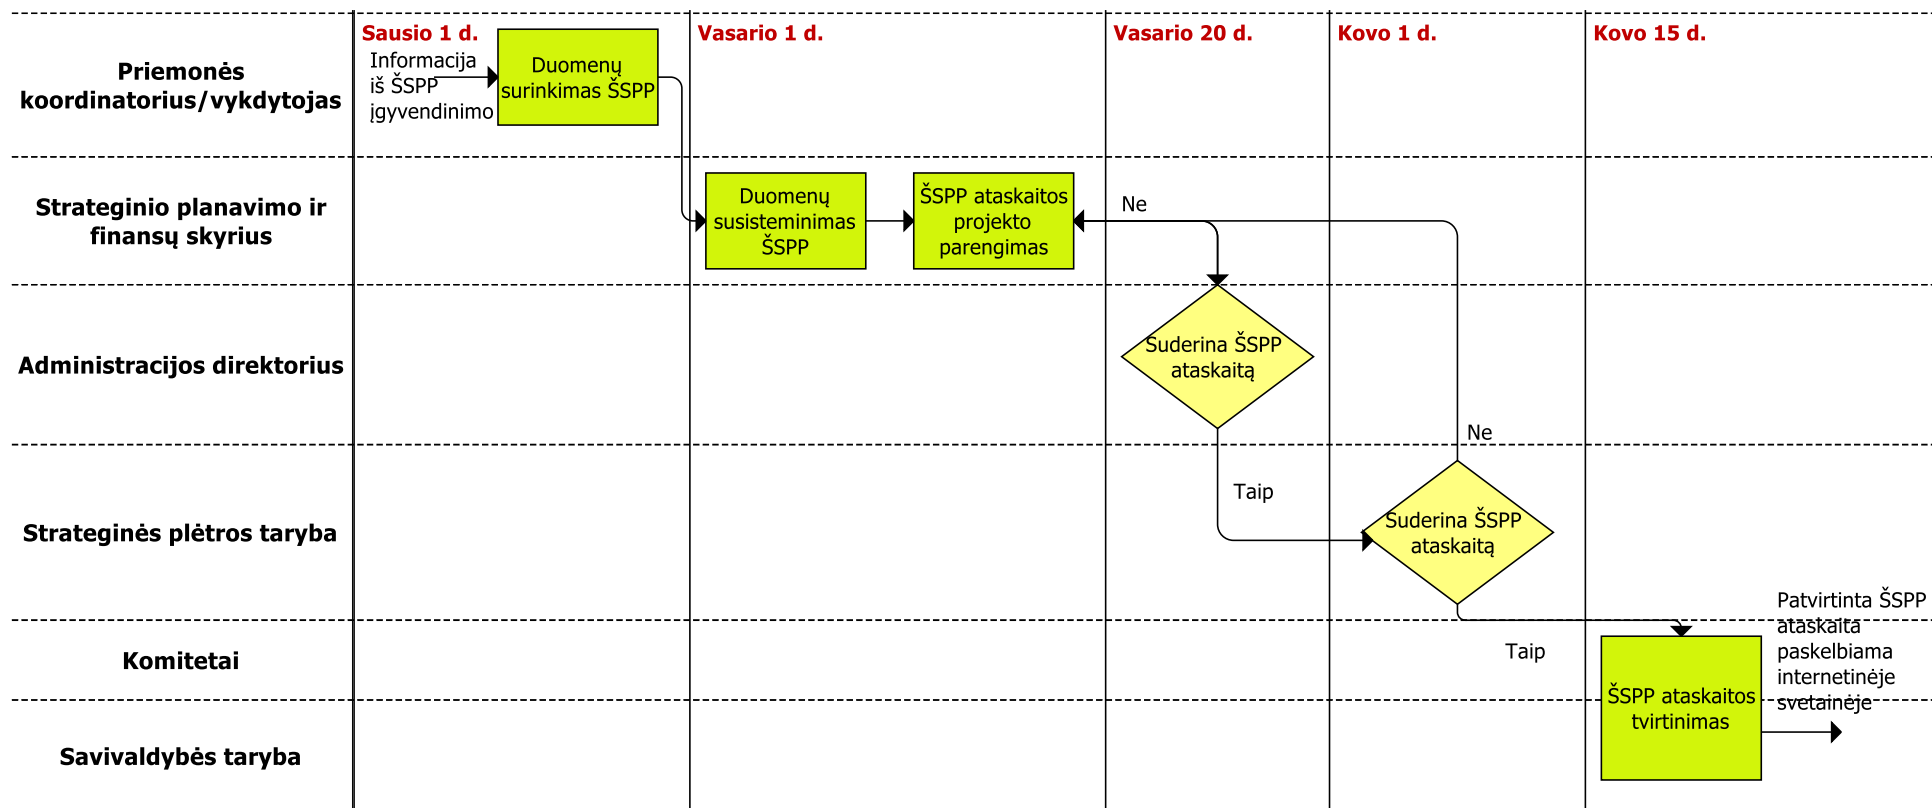 Sausio 1 d.
Vasario 1 d.
Vasario 20 d.
Kovo 1 d.
Kovo 15 d.
Priemonės
koordinatorius/vykdytojas
Informacija
iš ŠSPP
įgyvendinimo
Duomenų
surinkimas ŠSPP
Strateginio planavimo ir
finansų skyrius
Duomenų
susisteminimas
ŠSPP
ŠSPP ataskaitos
projekto
parengimas
Ne
Administracijos direktorius
Suderina ŠSPP
ataskaitą
Ne
Taip
Strateginės plėtros taryba
Suderina ŠSPP
ataskaitą
Komitetai
Taip
Patvirtinta ŠSPP
ataskaita
paskelbiama
internetinėje
svetainėje
ŠSPP ataskaitos
tvirtinimas
Savivaldybės taryba